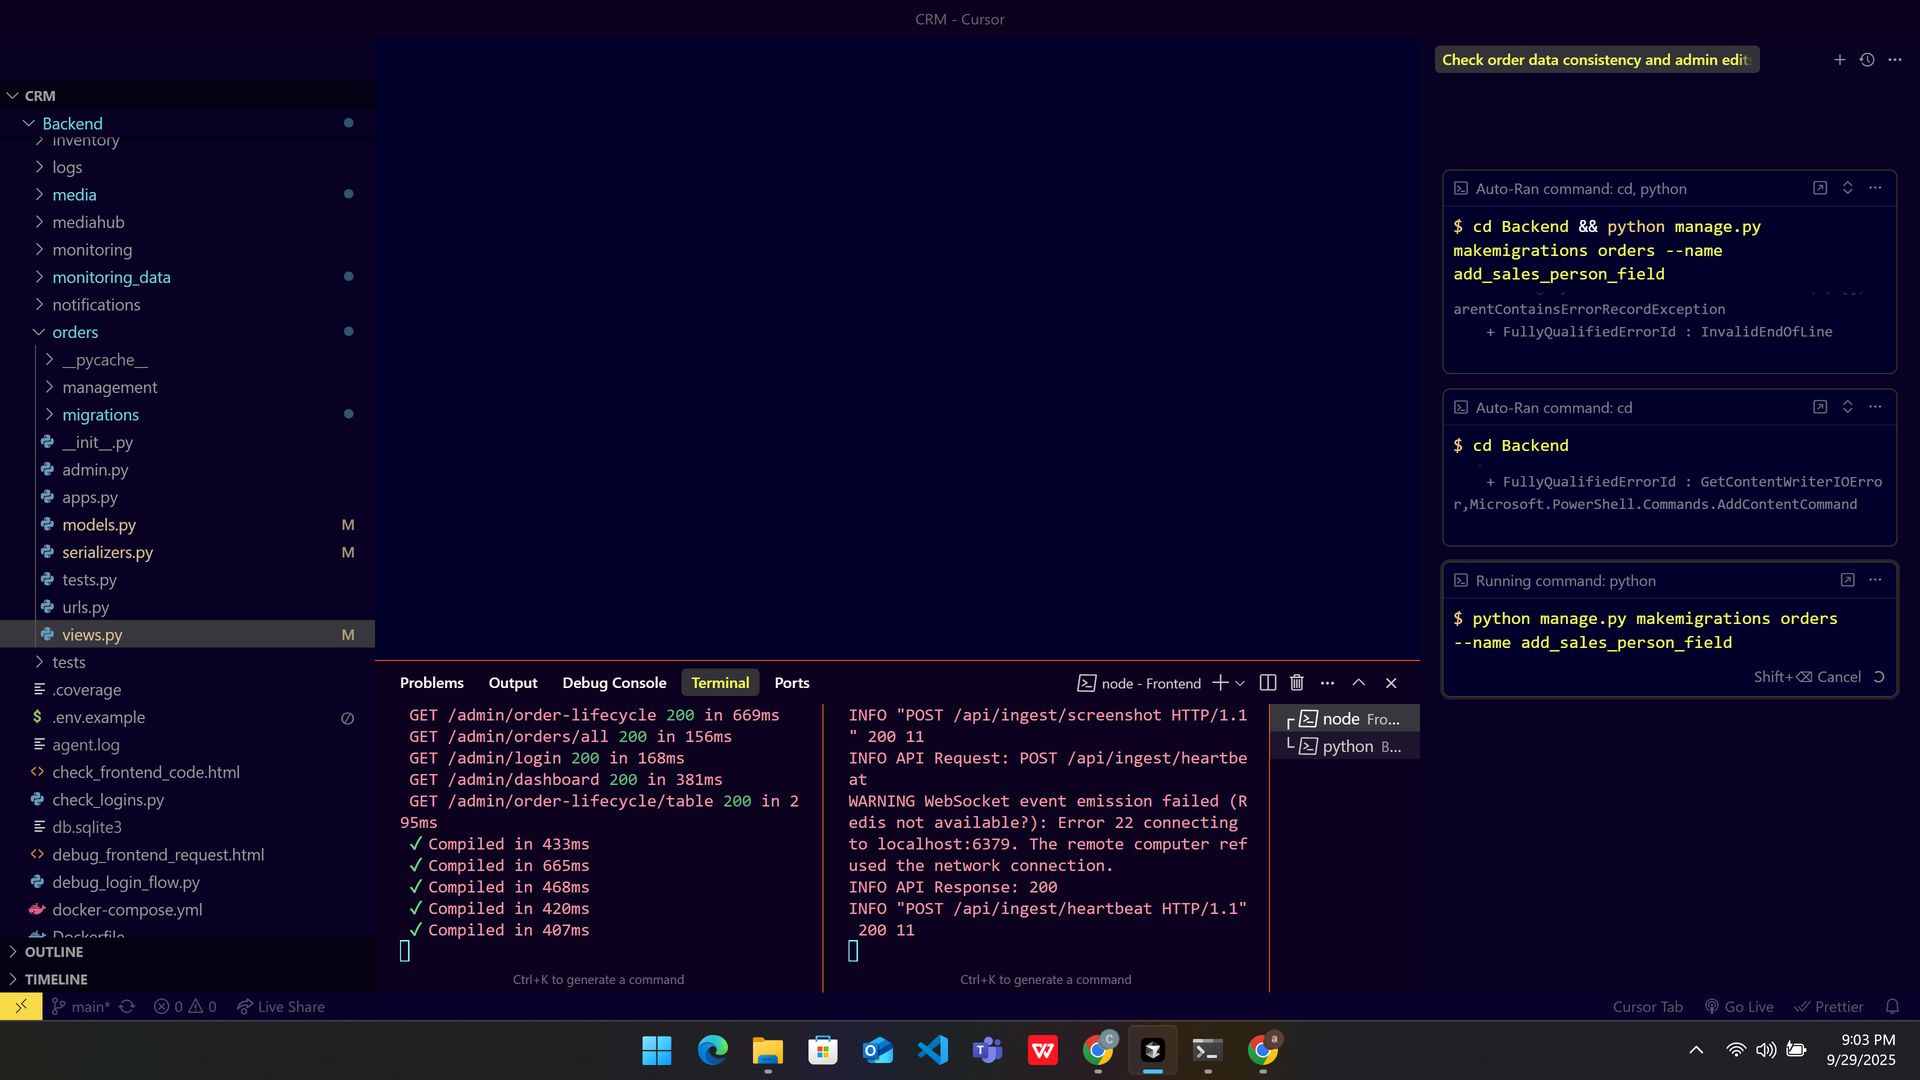 CRM - Cursor
CRM
Backend
inventory
logs
media
mediahub
monitoring
monitoring_data
notifications
orders
__pycache__
management
migrations
__init__.py
admin.py
apps.py
models.py M
serializers.py M
tests.py
urls.py
views.py M
tests
.coverage
.env.example
agent.log
check_frontend_code.html
check_logins.py
db.sqlite3
debug_frontend_request.html
debug_login_flow.py
docker-compose.yml
Dockerfile
OUTLINE
TIMELINE
Problems Output Debug Console Terminal Ports
node - Frontend
GET /admin/order-lifecycle 200 in 669ms
GET /admin/orders/all 200 in 156ms
GET /admin/login 200 in 168ms
GET /admin/dashboard 200 in 381ms
GET /admin/order-lifecycle/table 200 in 2
95ms
✓ Compiled in 433ms
✓ Compiled in 665ms
✓ Compiled in 468ms
✓ Compiled in 420ms
✓ Compiled in 407ms
Ctrl+K to generate a command
INFO "POST /api/ingest/screenshot HTTP/1.1
" 200 11
INFO API Request: POST /api/ingest/heartbe
at
WARNING WebSocket event emission failed (R
edis not available?): Error 22 connecting
to localhost:6379. The remote computer ref
used the network connection.
INFO API Response: 200
INFO "POST /api/ingest/heartbeat HTTP/1.1"
200 11
Ctrl+K to generate a command
node Fro...
python B...
Check order data consistency and admin edit
Auto-Ran command: cd, python
$ cd Backend && python manage.py
makemigrations orders --name
add_sales_person_field
arentContainsErrorRecordException
+ FullyQualifiedErrorId : InvalidEndOfLine
Auto-Ran command: cd
$ cd Backend
+ FullyQualifiedErrorId : GetContentWriterIOErro
r,Microsoft.PowerShell.Commands.AddContentCommand
Running command: python
$ python manage.py makemigrations orders
--name add_sales_person_field
Shift+⌫ Cancel
main* 0 0 Live Share
Cursor Tab Go Live Prettier
9:03 PM
9/29/2025